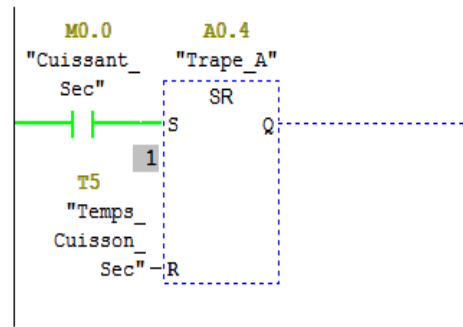 M0.0
"Cuissant_
Sec"
A0.4
"Trape_A"
SR
S
Q
1
T5
"Temps_
Cuisson_
Sec"
R